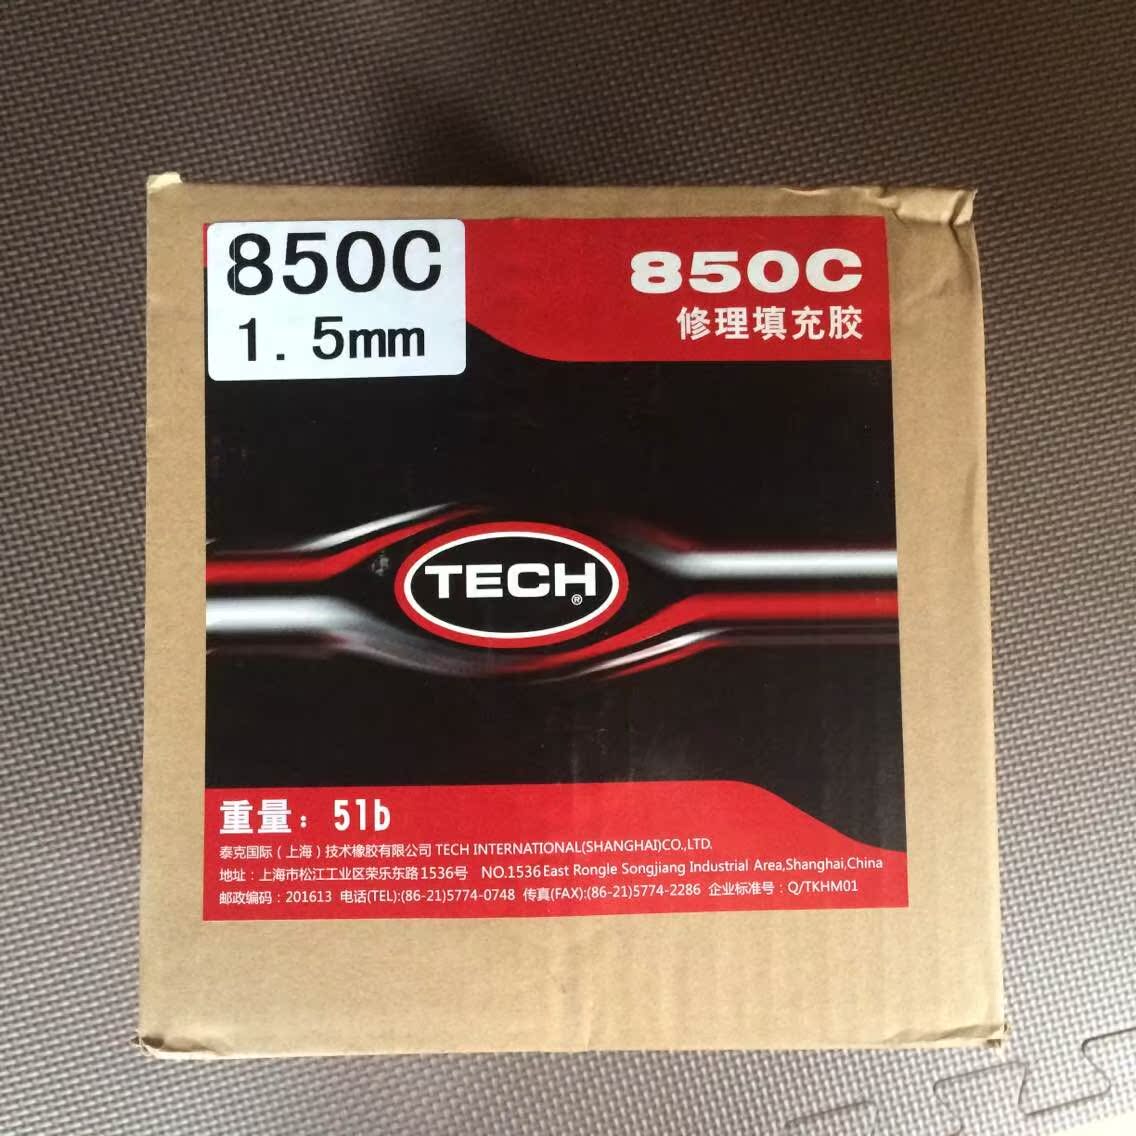 850C
1.5mm
850C
修理填充胶
TECH®
重量：5lb
泰克国际（上海）技术橡胶有限公司 TECH INTERNATIONAL(SHANGHAI)CO.,LTD.
地址：上海市松江工业区荣乐东路1536号 NO.1536 East Rongle Songjiang Industrial Area,Shanghai,China
邮政编码：201613 电话(TEL):(86-21)5774-0748 传真(FAX):(86-21)5774-2286 企业标准号：Q/TKHM01